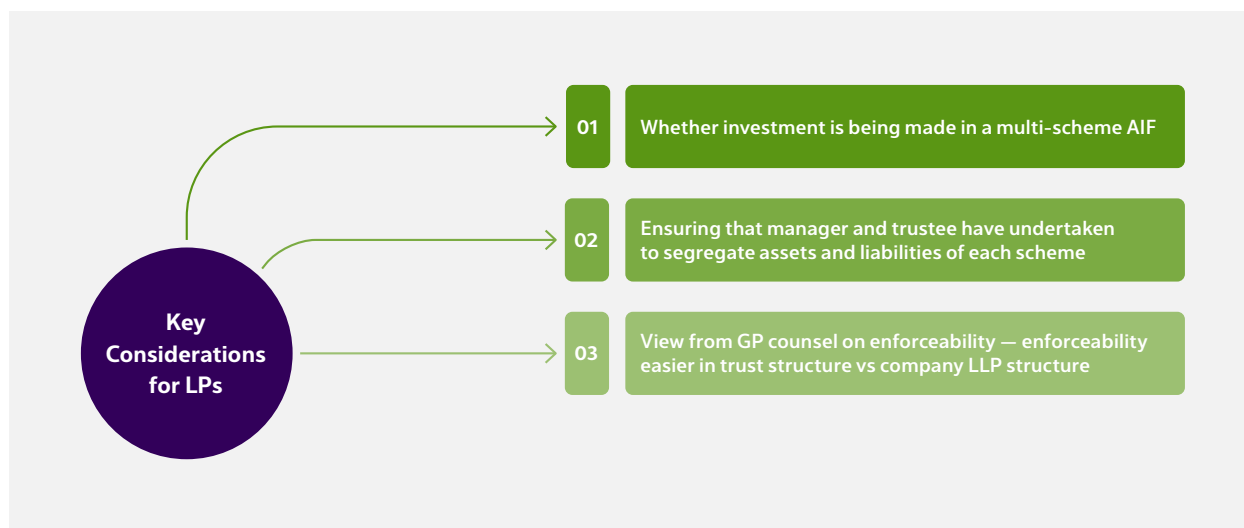 01
Whether investment is being made in a multi-scheme AIF
02
Ensuring that manager and trustee have undertaken
to segregate assets and liabilities of each scheme
Key
Considerations
for LPs
03
View from GP counsel on enforceability — enforceability
easier in trust structure vs company LLP structure